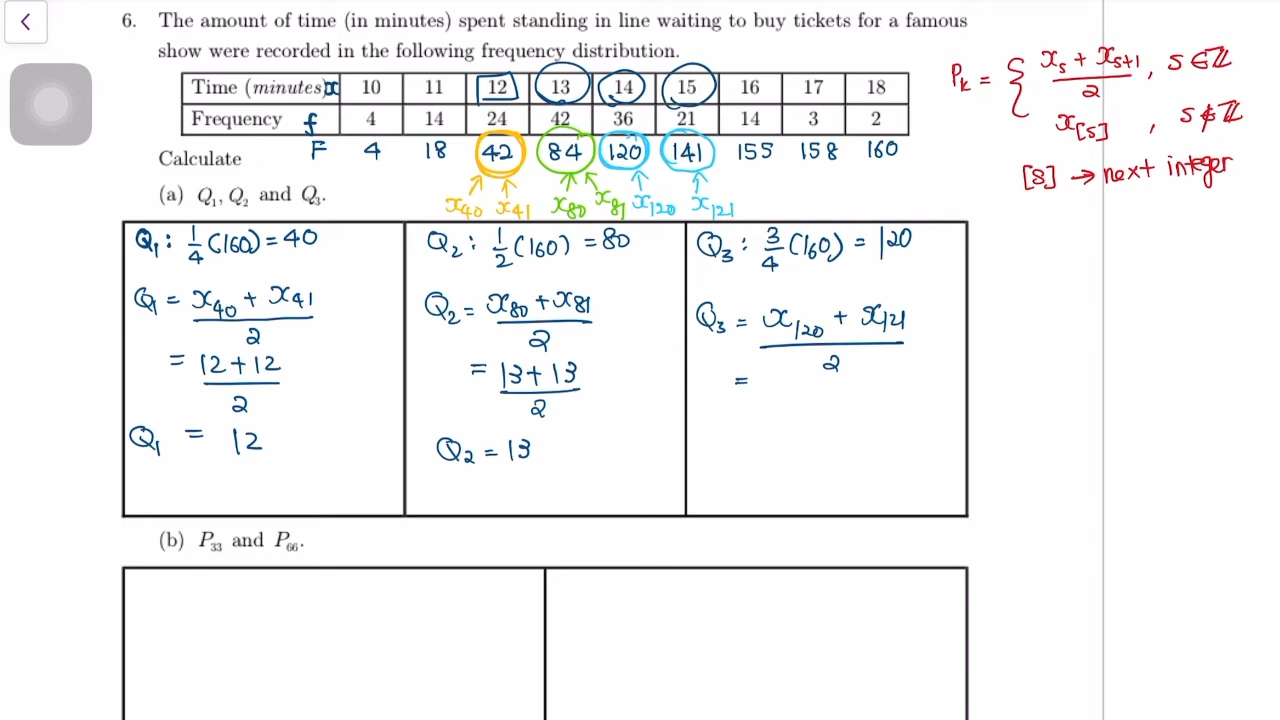 6. The amount of time (in minutes) spent standing in line waiting to buy tickets for a famous
show were recorded in the following frequency distribution.
Time (minutes) x 10 11 12 13 14 15 16 17 18
Frequency f 4 14 24 42 36 21 14 3 2
F 4 18 42 84 120 141 155 158 160
x₄₀ x₄₁ x₈₀ x₈₁ x₁₂₀ x₁₂₁
Pₖ = { (xₛ + xₛ₊₁)/2 , s ∈ ℤ
x[s] , s ∉ ℤ
[s] → next integer
Calculate
(a) Q₁, Q₂ and Q₃.
Q₁ : 1/4 (160) = 40
Q₁ = (x₄₀ + x₄₁)/2
= (12 + 12)/2
Q₁ = 12
Q₂ : 1/2 (160) = 80
Q₂ = (x₈₀ + x₈₁)/2
= (13 + 13)/2
Q₂ = 13
Q₃ : 3/4 (160) = 120
Q₃ = (x₁₂₀ + x₁₂₁)/2
=
(b) P₃₃ and P₆₆.